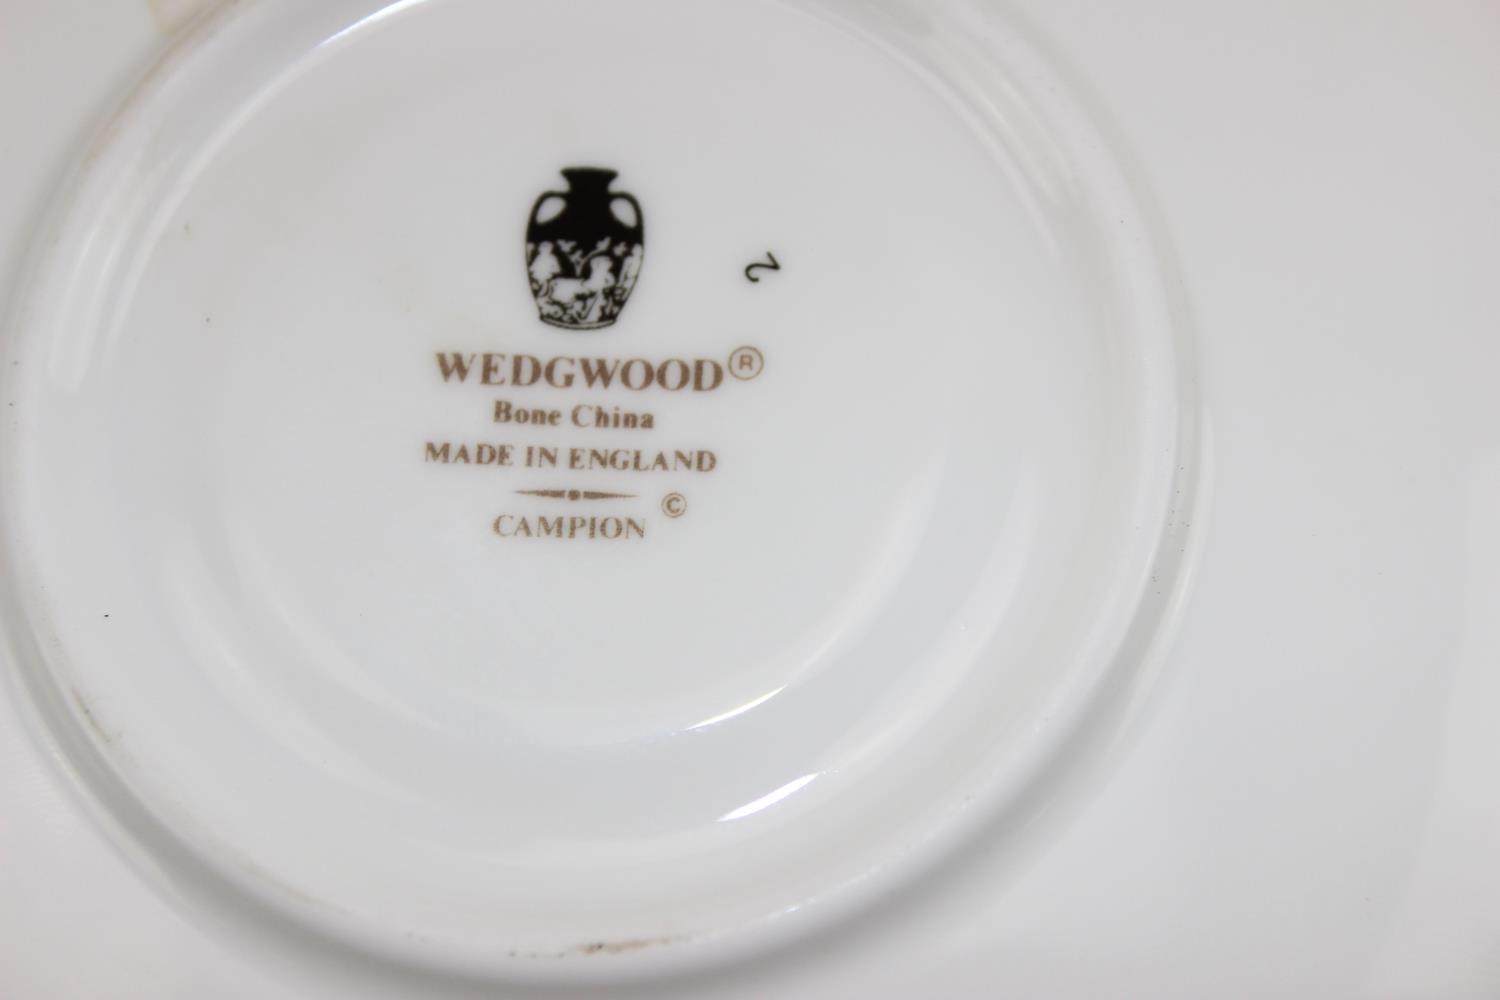 2
WEDGWOOD®
Bone China
MADE IN ENGLAND
©
CAMPION